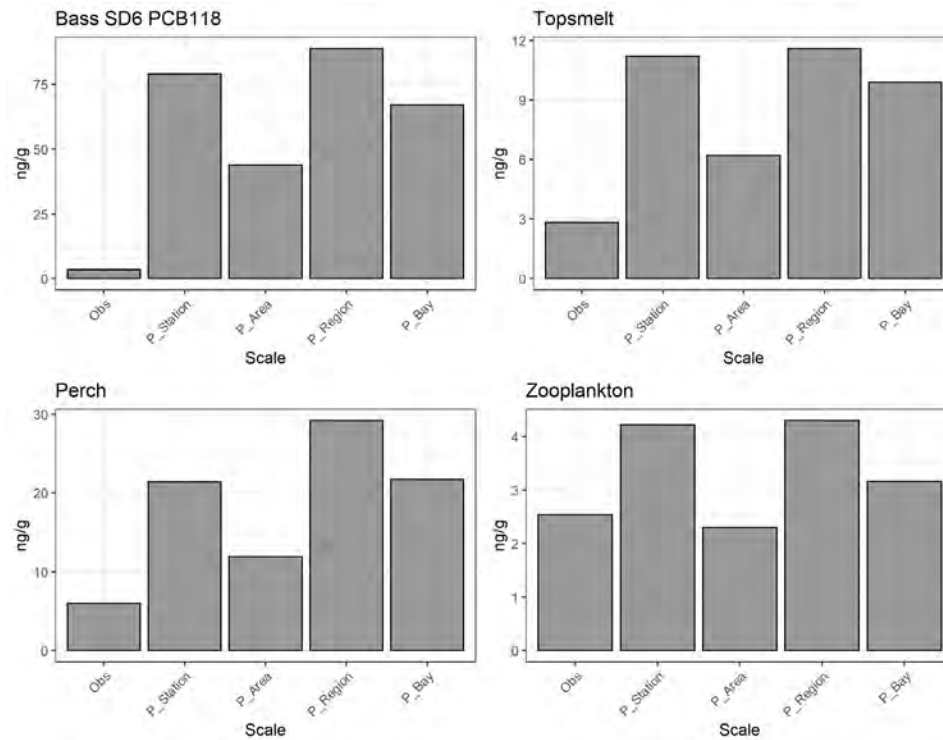 Bass SD6 PCB118
75
50
25
0
ng/g
Obs
P_Station
P_Area
P_Region
P_Bay
Scale
Topsmelt
12
9
6
3
0
ng/g
Obs
P_Station
P_Area
P_Region
P_Bay
Scale
Perch
30
20
10
0
ng/g
Obs
P_Station
P_Area
P_Region
P_Bay
Scale
Zooplankton
4
3
2
1
0
ng/g
Obs
P_Station
P_Area
P_Region
P_Bay
Scale